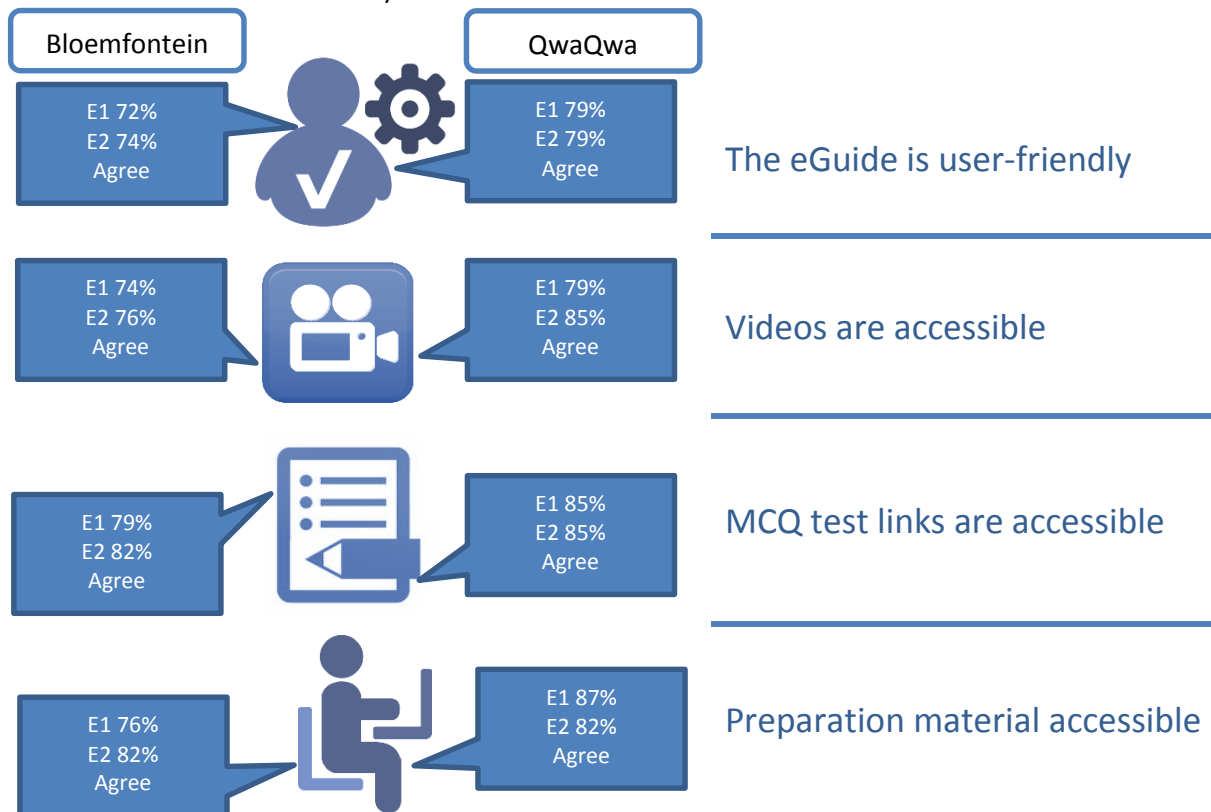 Bloemfontein
QwaQwa
E1 72%
E2 74%
Agree
E1 79%
E2 79%
Agree
The eGuide is user-friendly
E1 74%
E2 76%
Agree
E1 79%
E2 85%
Agree
Videos are accessible
E1 79%
E2 82%
Agree
E1 85%
E2 85%
Agree
MCQ test links are accessible
E1 76%
E2 82%
Agree
E1 87%
E2 82%
Agree
Preparation material accessible